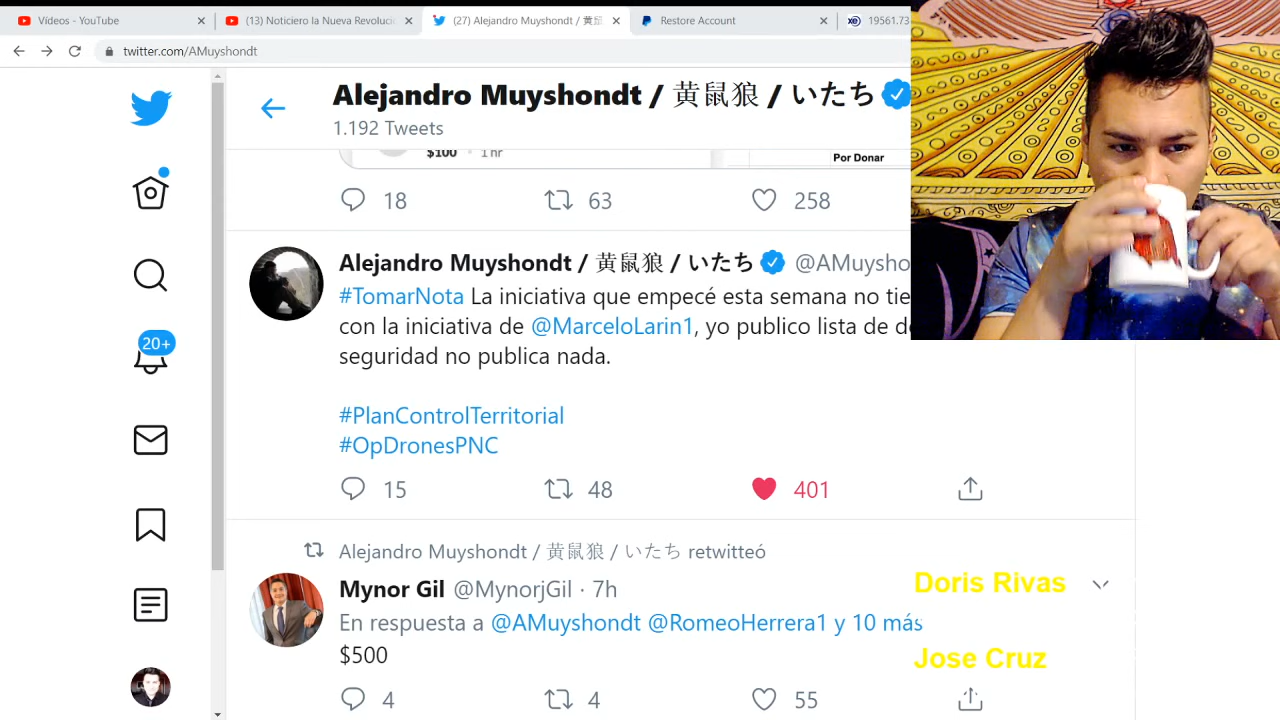 Vídeos - YouTube
(13) Noticiero la Nueva Revoluci
(27) Alejandro Muyshondt / 黄鼠
Restore Account
19561.73
twitter.com/AMuyshondt
Alejandro Muyshondt / 黄鼠狼 / いたち
1.192 Tweets
$100 · 1 hr
Por Donar
18 63 258
Alejandro Muyshondt / 黄鼠狼 / いたち @AMuysho
#TomarNota La iniciativa que empecé esta semana no tie
con la iniciativa de @MarceloLarin1, yo publico lista de d
seguridad no publica nada.
#PlanControlTerritorial
#OpDronesPNC
20+
15 48 401
Alejandro Muyshondt / 黄鼠狼 / いたち retwitteó
Mynor Gil @MynorjGil · 7h
En respuesta a @AMuyshondt @RomeoHerrera1 y 10 más
$500
4 4 55
Doris Rivas
Jose Cruz